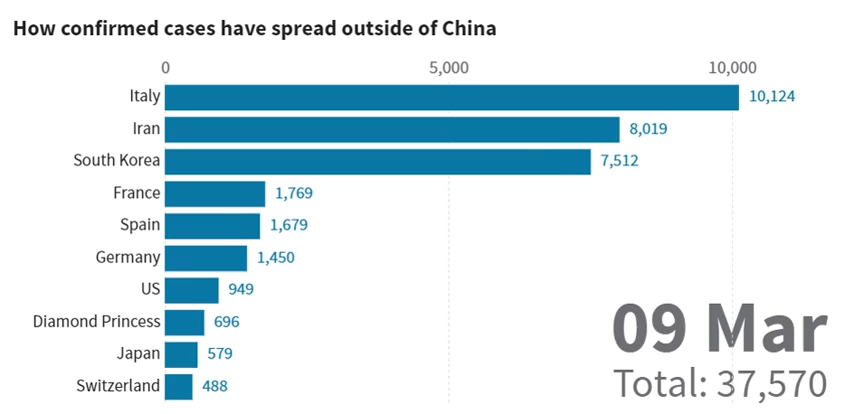 How confirmed cases have spread outside of China
0 5,000 10,000
Italy 10,124
Iran 8,019
South Korea 7,512
France 1,769
Spain 1,679
Germany 1,450
US 949
Diamond Princess 696
Japan 579
Switzerland 488
09 Mar
Total: 37,570